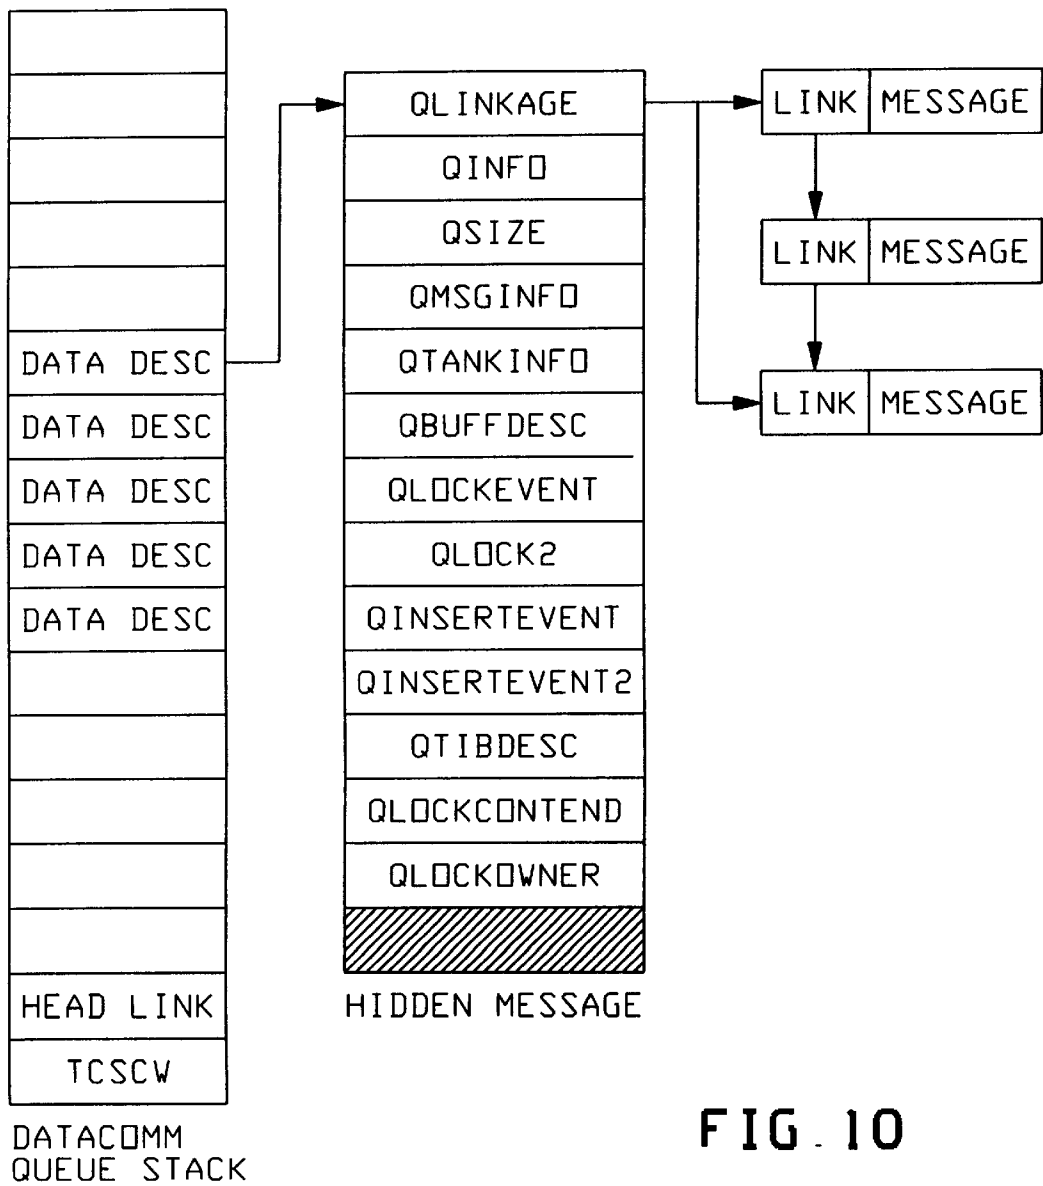 DATA DESC
DATA DESC
DATA DESC
DATA DESC
DATA DESC
HEAD LINK
TCSCW
DATACOMM
QUEUE STACK
QLINKAGE
QINFO
QSIZE
QMSGINFO
QTANKINFO
QBUFFDESC
QLOCKEVENT
QLOCK2
QINSERTEVENT
QINSERTEVENT2
QTIBDESC
QLOCKCONTEND
QLOCKOWNER
HIDDEN MESSAGE
LINK MESSAGE
LINK MESSAGE
LINK MESSAGE
FIG. 10